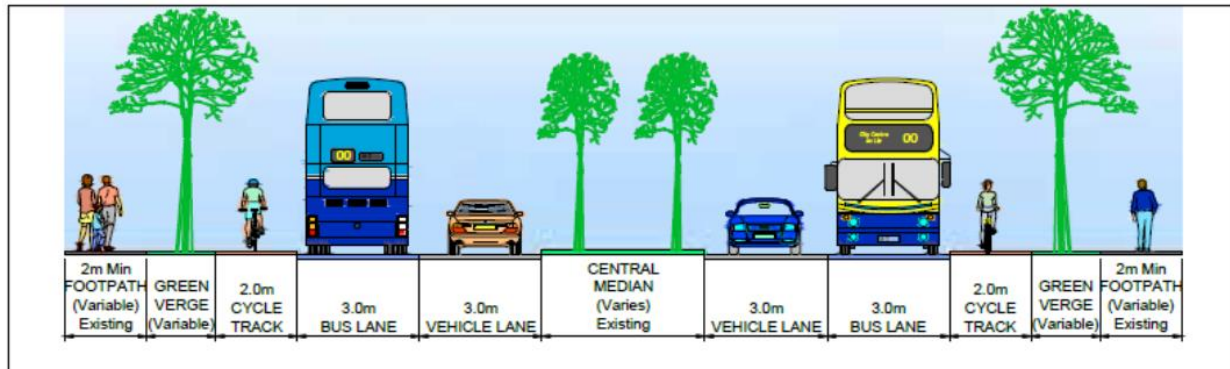 00
City Centre
00
2m Min
FOOTPATH
(Variable)
Existing
GREEN
VERGE
(Variable)
2.0m
CYCLE
TRACK
3.0m
BUS LANE
3.0m
VEHICLE LANE
CENTRAL
MEDIAN
(Varies)
Existing
3.0m
VEHICLE LANE
3.0m
BUS LANE
2.0m
CYCLE
TRACK
GREEN
VERGE
(Variable)
2m Min
FOOTPATH
(Variable)
Existing